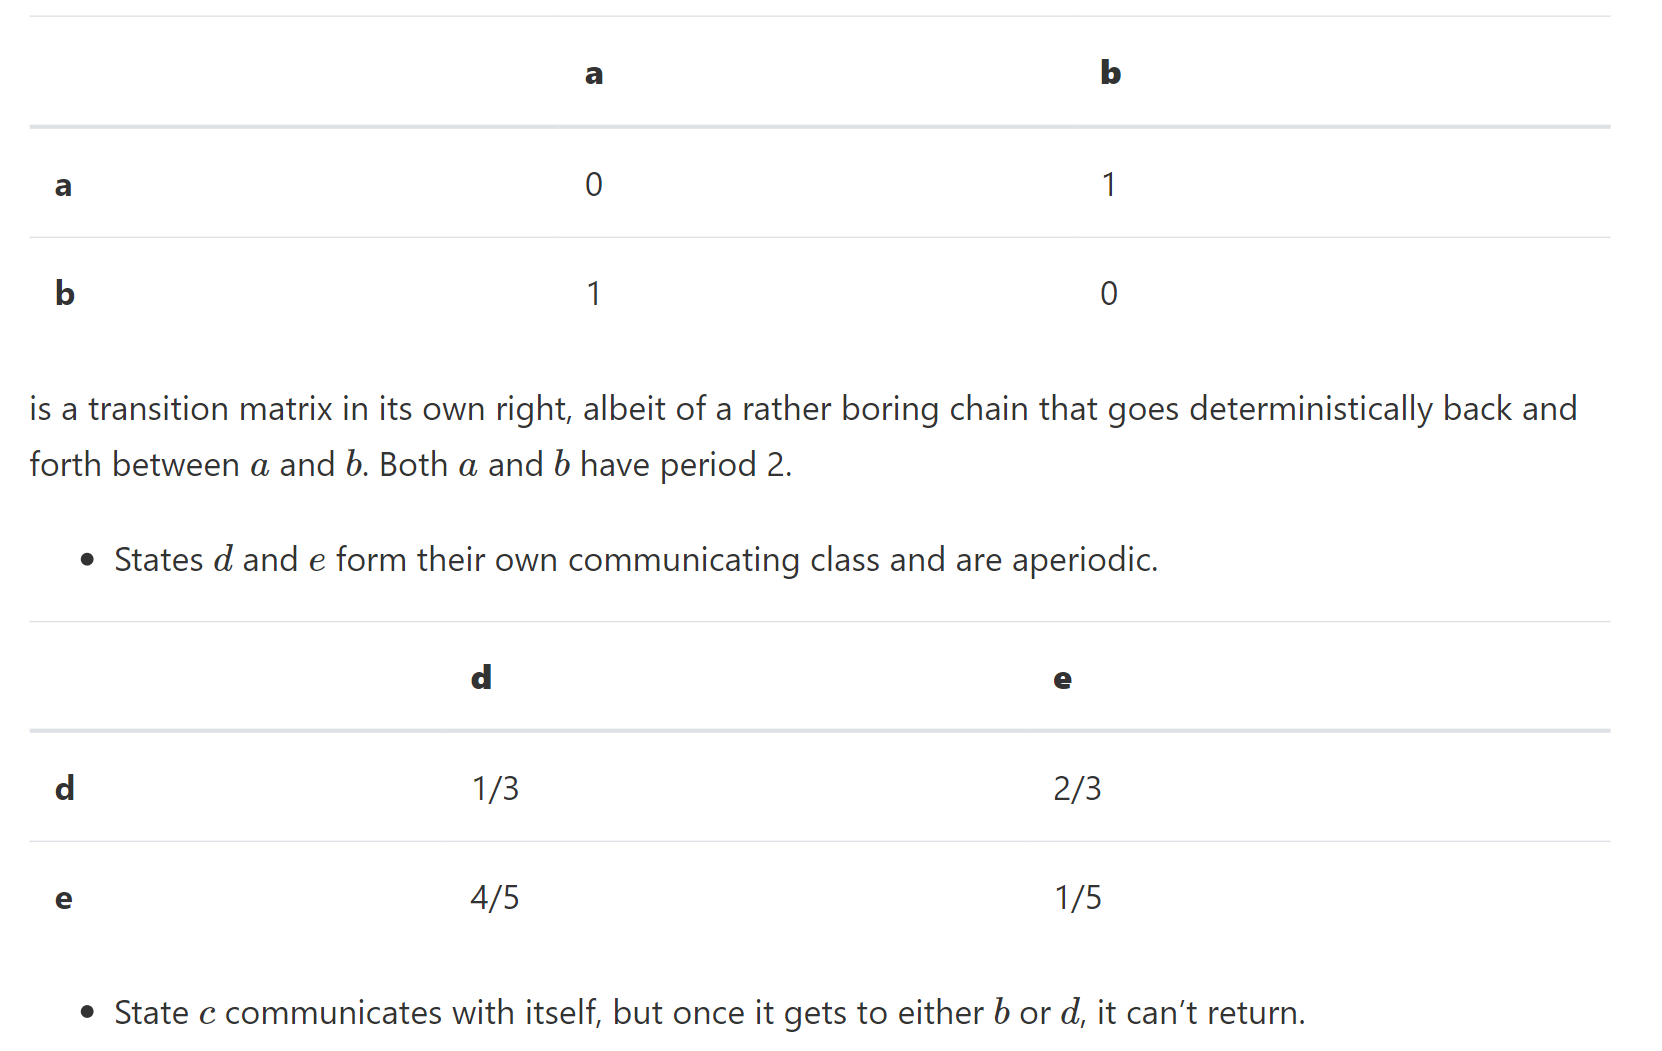 a b
a 0 1
b 1 0
is a transition matrix in its own right, albeit of a rather boring chain that goes deterministically back and
forth between a and b. Both a and b have period 2.
• States d and e form their own communicating class and are aperiodic.
d e
d 1/3 2/3
e 4/5 1/5
• State c communicates with itself, but once it gets to either b or d, it can’t return.